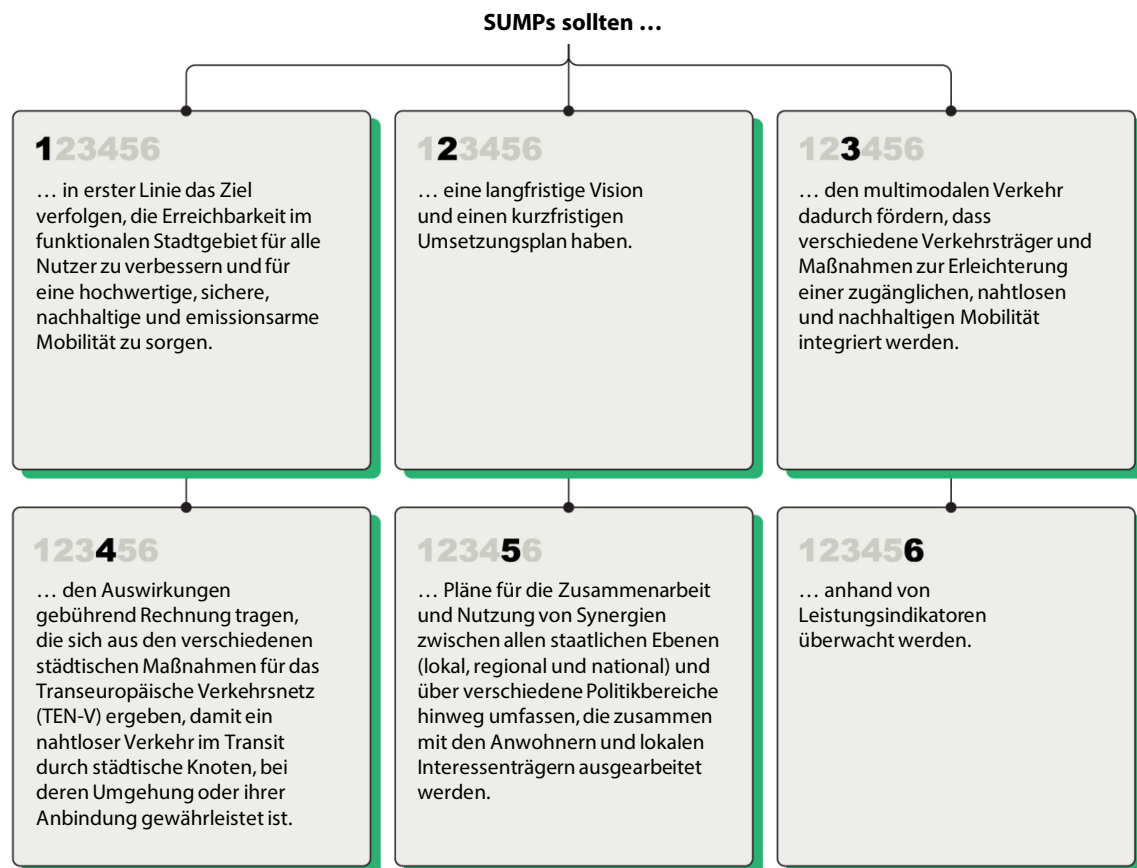 SUMPs sollten …
123456
… in erster Linie das Ziel
verfolgen, die Erreichbarkeit im
funktionalen Stadtgebiet für alle
Nutzer zu verbessern und für
eine hochwertige, sichere,
nachhaltige und emissionsarme
Mobilität zu sorgen.
123456
… eine langfristige Vision
und einen kurzfristigen
Umsetzungsplan haben.
123456
… den multimodalen Verkehr
dadurch fördern, dass
verschiedene Verkehrsträger und
Maßnahmen zur Erleichterung
einer zugänglichen, nahtlosen
und nachhaltigen Mobilität
integriert werden.
123456
… den Auswirkungen
gebührend Rechnung tragen,
die sich aus den verschiedenen
städtischen Maßnahmen für das
Transeuropäische Verkehrsnetz
(TEN-V) ergeben, damit ein
nahtloser Verkehr im Transit
durch städtische Knoten, bei
deren Umgehung oder ihrer
Anbindung gewährleistet ist.
123456
… Pläne für die Zusammenarbeit
und Nutzung von Synergien
zwischen allen staatlichen Ebenen
(lokal, regional und national) und
über verschiedene Politikbereiche
hinweg umfassen, die zusammen
mit den Anwohnern und lokalen
Interessenträgern ausgearbeitet
werden.
123456
… anhand von
Leistungsindikatoren
überwacht werden.